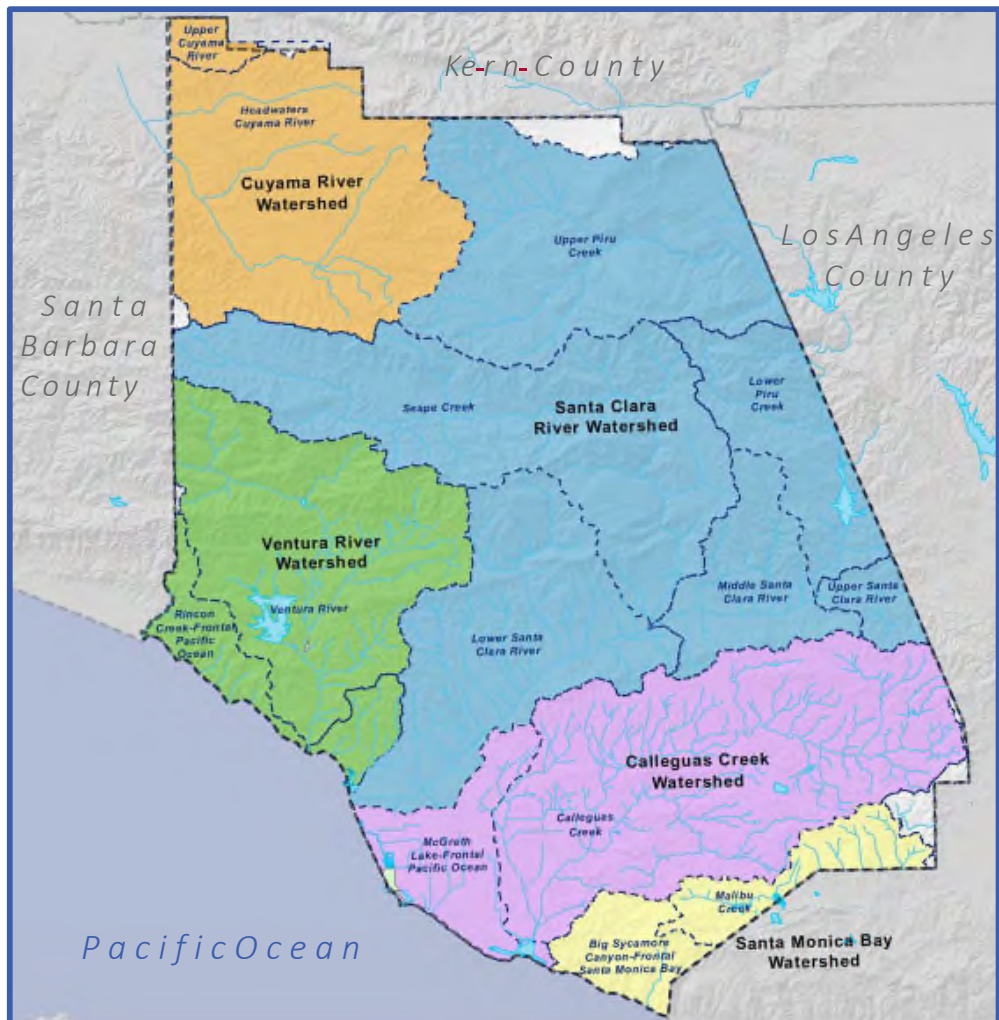 Upper
Cuyama
River
Kern County
Headwaters
Cuyama River
Cuyama River
Watershed
Upper Piru
Creek
Los Angeles
County
Santa
Barbara
County
Lower
Piru
Creek
Sespe Creek
Santa Clara
River Watershed
Ventura River
Watershed
Middle Santa
Clara River
Upper Santa
Clara River
Rincon
Creek-Frontal
Pacific
Ocean
Ventura River
Lower Santa
Clara River
Calleguas Creek
Watershed
Calleguas
Creek
McGrath
Lake-Frontal
Pacific Ocean
Malibu
Creek
Big Sycamore
Canyon-Frontal
Santa Monica Bay
Santa Monica Bay
Watershed
Pacific Ocean